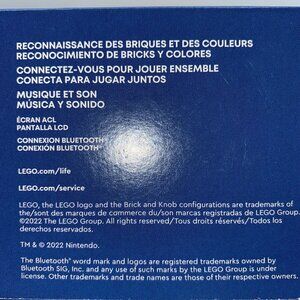 RECONNAISSANCE DES BRIQUES ET DES COULEURS
RECONOCIMIENTO DE BRICKS Y COLORES
CONNECTEZ-VOUS POUR JOUER ENSEMBLE
CONECTA PARA JUGAR JUNTOS
MUSIQUE ET SON
MÚSICA Y SONIDO
ÉCRAN ACL
PANTALLA LCD
CONNEXION BLUETOOTH®
CONEXIÓN BLUETOOTH®
LEGO.com/life
LEGO.com/service
LEGO, the LEGO logo and the Brick and Knob configurations are trademarks of
the/sont des marques de commerce du/son marcas registradas de LEGO Group.
©2022 The LEGO Group. All rights reserved/Tous droits réservés/Todos los
derechos reservados.
TM & © 2022 Nintendo.
The Bluetooth® word mark and logos are registered trademarks owned by
Bluetooth SIG, Inc. and any use of such marks by the LEGO Group is under
license. Other trademarks and trade names are those of their respective owners.